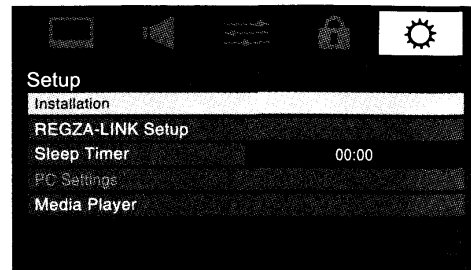 Setup
Installation
REGZA-LINK Setup
Sleep Timer 00:00
PC Settings
Media Player